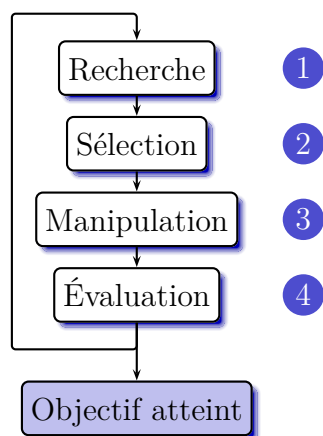 Recherche 1
Sélection 2
Manipulation 3
Évaluation 4
Objectif atteint